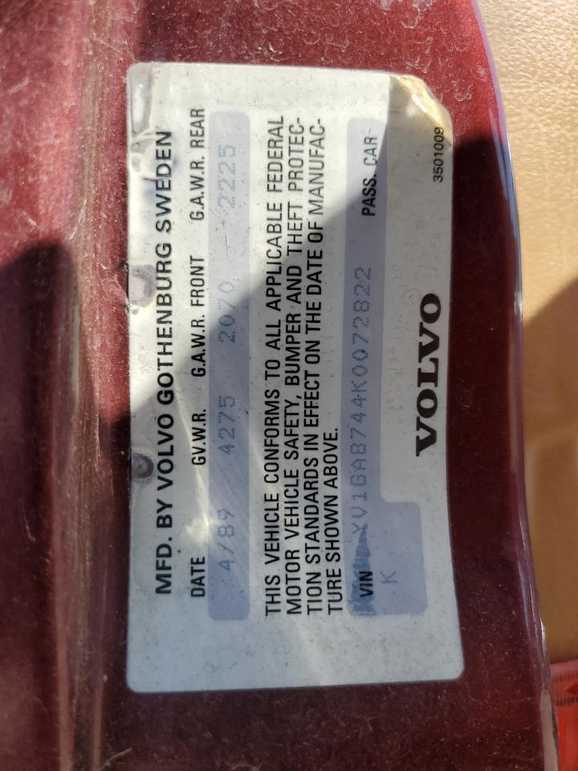 MFD. BY VOLVO GOTHENBURG SWEDEN
DATE GV.W.R. G.A.W.R. FRONT G.A.W.R. REAR
4/89 4275 2070 — 2225
THIS VEHICLE CONFORMS TO ALL APPLICABLE FEDERAL
MOTOR VEHICLE SAFETY, BUMPER AND THEFT PROTEC-
TION STANDARDS IN EFFECT ON THE DATE OF MANUFAC-
TURE SHOWN ABOVE.
VIN YV1GA8744K0072822 PASS. CAR
K
VOLVO
3501009